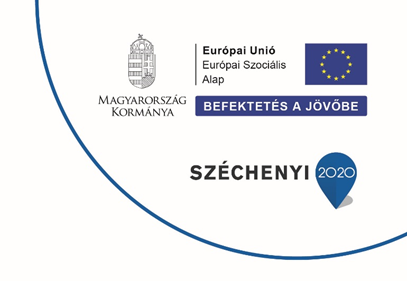 MAGYARORSZÁG
KORMÁNYA
Európai Unió
Európai Szociális
Alap
BEFEKTETÉS A JÖVŐBE
SZÉCHENYI 2020